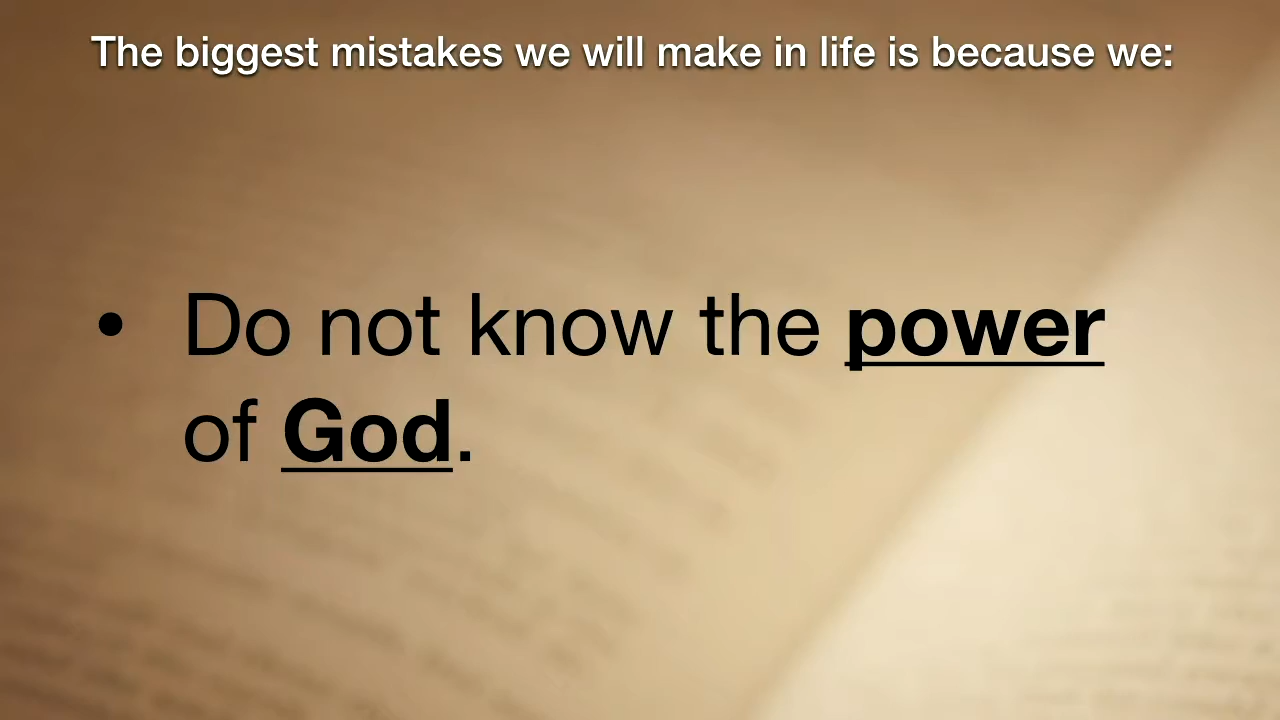 The biggest mistakes we will make in life is because we:
• Do not know the power
of God.